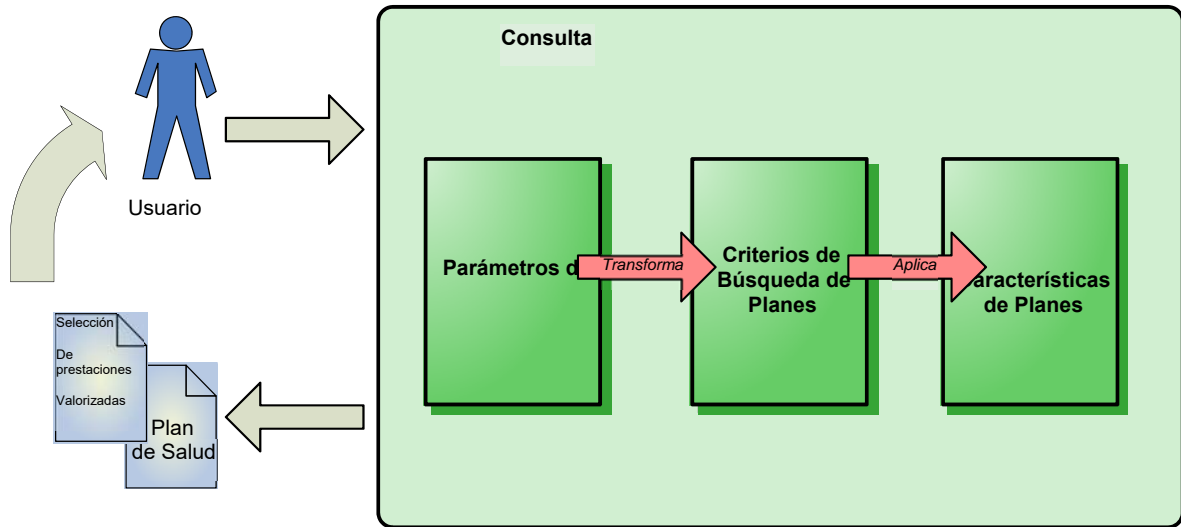 Consulta
Usuario
Parámetros d
Transforma
Criterios de
Búsqueda de
Planes
Aplica
aracterísticas
de Planes
Selección
De
prestaciones
Valorizadas
Plan
de Salud